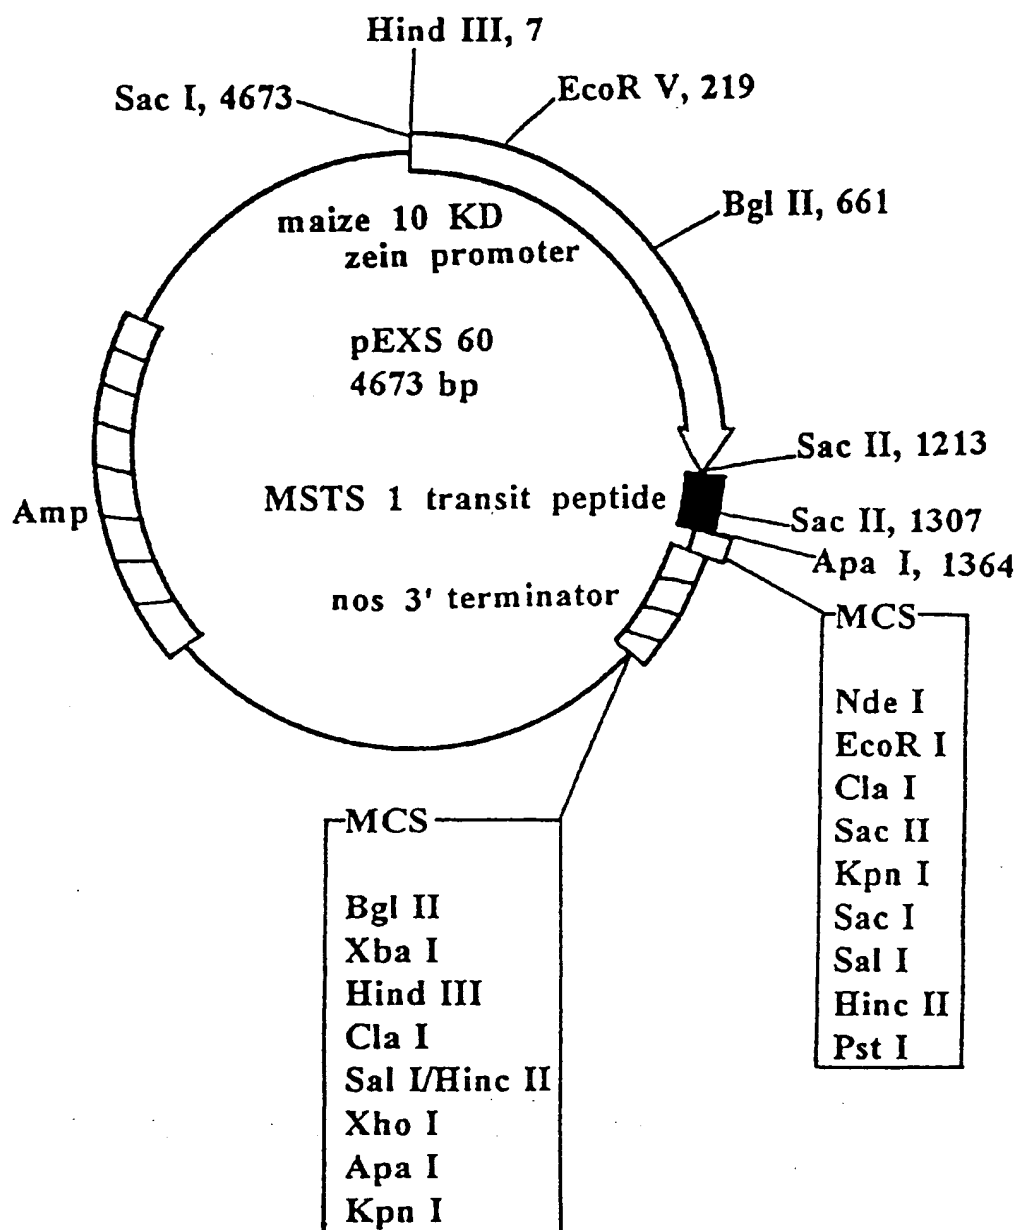 Hind III, 7
Sac I, 4673
EcoR V, 219
Bgl II, 661
maize 10 KD
zein promoter
pEXS 60
4673 bp
Sac II, 1213
MSTS 1 transit peptide
Sac II, 1307
Amp
Apa I, 1364
nos 3' terminator
MCS
Nde I
EcoR I
Cla I
Sac II
Kpn I
Sac I
Sal I
Hinc II
Pst I
MCS
Bgl II
Xba I
Hind III
Cla I
Sal I/Hinc II
Xho I
Apa I
Kpn I